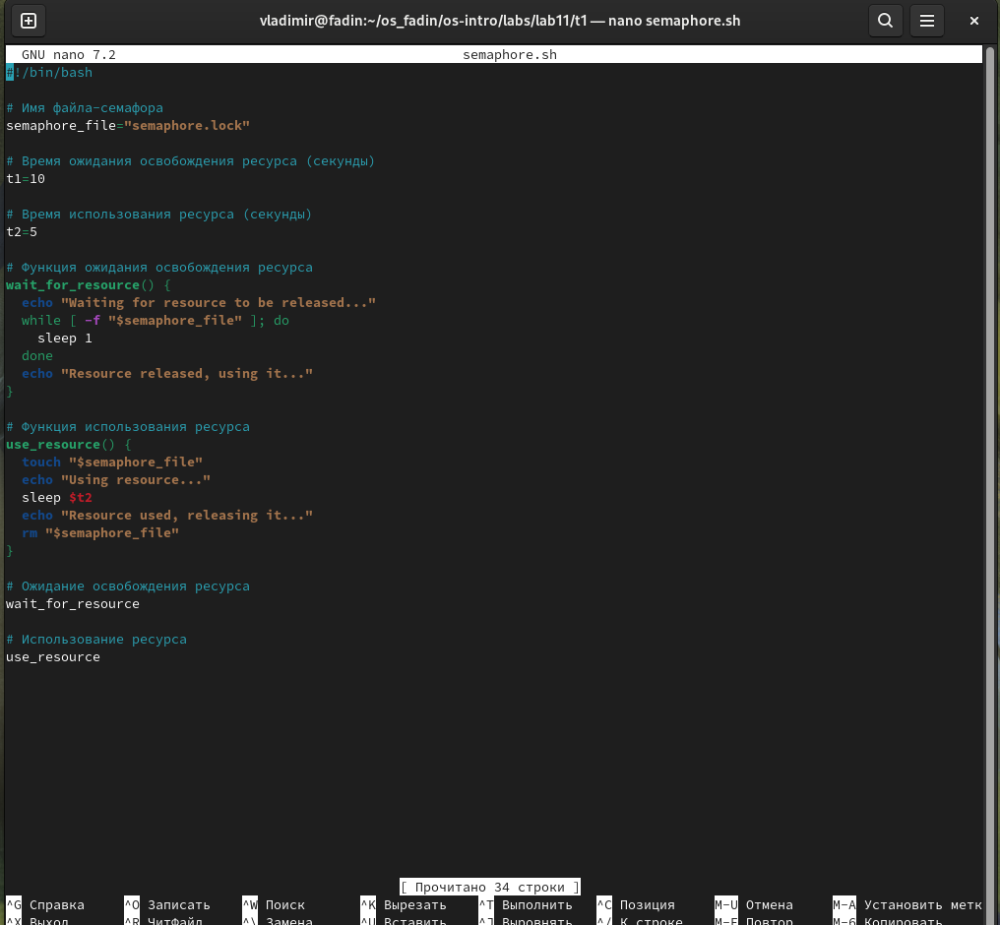 vladimir@fadin:~/os_fadin/os-intro/labs/lab11/t1 — nano semaphore.sh
GNU nano 7.2 semaphore.sh
#!/bin/bash
# Имя файла-семафора
semaphore_file="semaphore.lock"
# Время ожидания освобождения ресурса (секунды)
t1=10
# Время использования ресурса (секунды)
t2=5
# Функция ожидания освобождения ресурса
wait_for_resource() {
  echo "Waiting for resource to be released..."
  while [ -f "$semaphore_file" ]; do
    sleep 1
  done
  echo "Resource released, using it..."
}
# Функция использования ресурса
use_resource() {
  touch "$semaphore_file"
  echo "Using resource..."
  sleep $t2
  echo "Resource used, releasing it..."
  rm "$semaphore_file"
}
# Ожидание освобождения ресурса
wait_for_resource
# Использование ресурса
use_resource
[ Прочитано 34 строки ]
^G Справка ^O Записать ^W Поиск ^K Вырезать ^T Выполнить ^C Позиция M-U Отмена M-A Установить метк
^X Выход ^R ЧитФайл ^\ Замена ^U Вставить ^J Выровнять ^/ К строке M-E Повтор M-6 Копировать